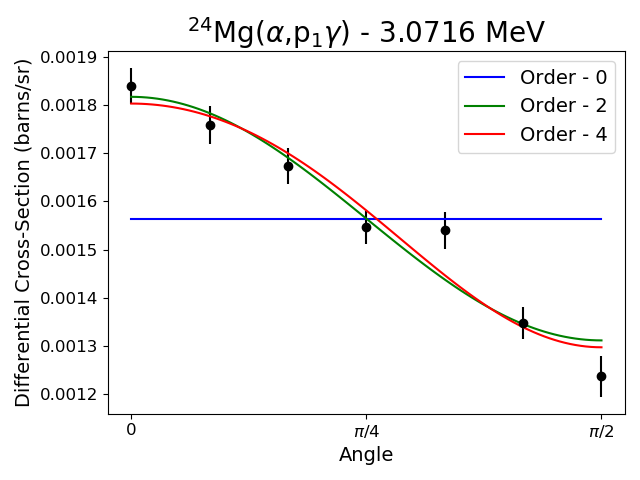 ²⁴Mg(α,p₁γ) - 3.0716 MeV
Differential Cross-Section (barns/sr)
0.0019
0.0018
0.0017
0.0016
0.0015
0.0014
0.0013
0.0012
Order - 0
Order - 2
Order - 4
0 π/4 π/2
Angle